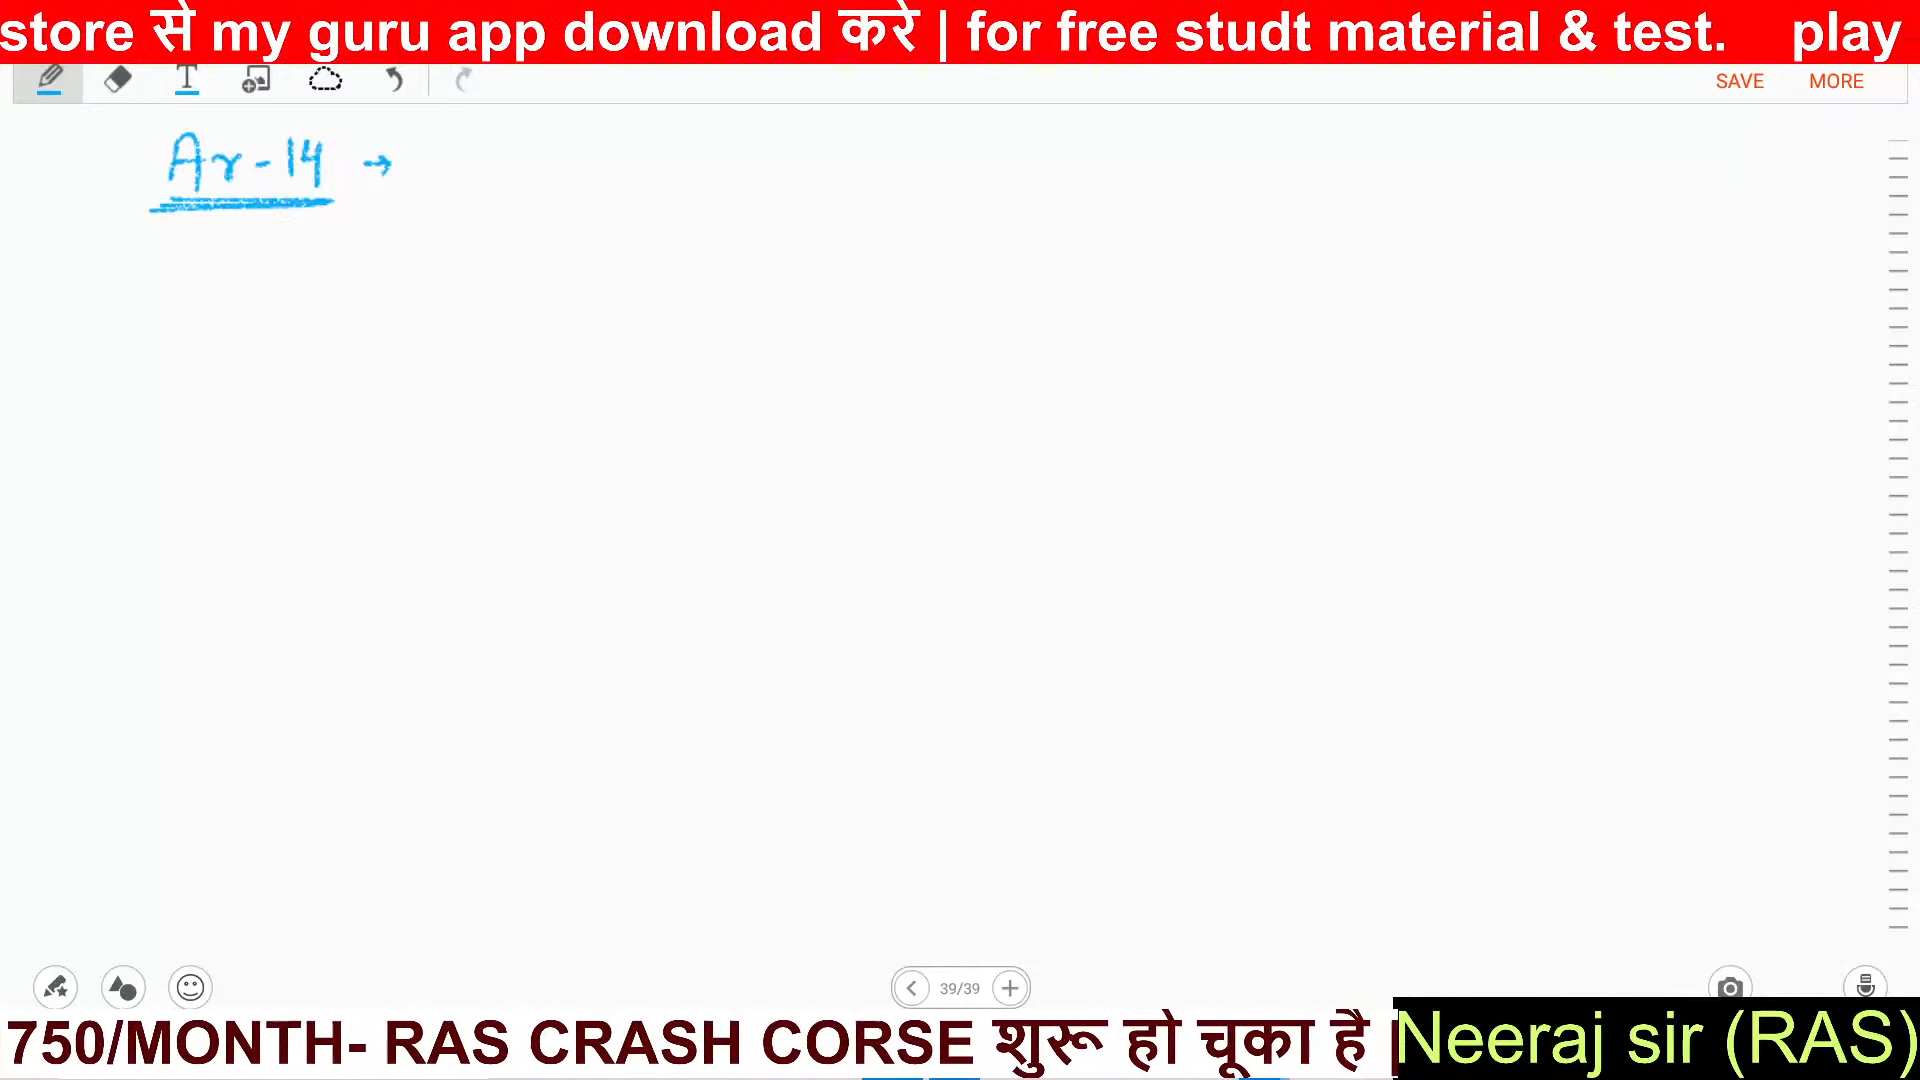 store से my guru app download करे | for free studt material & test. play
T SAVE MORE
Ar-14 →
39/39
750/MONTH- RAS CRASH CORSE शुरू हो चूका है | Neeraj sir (RAS)